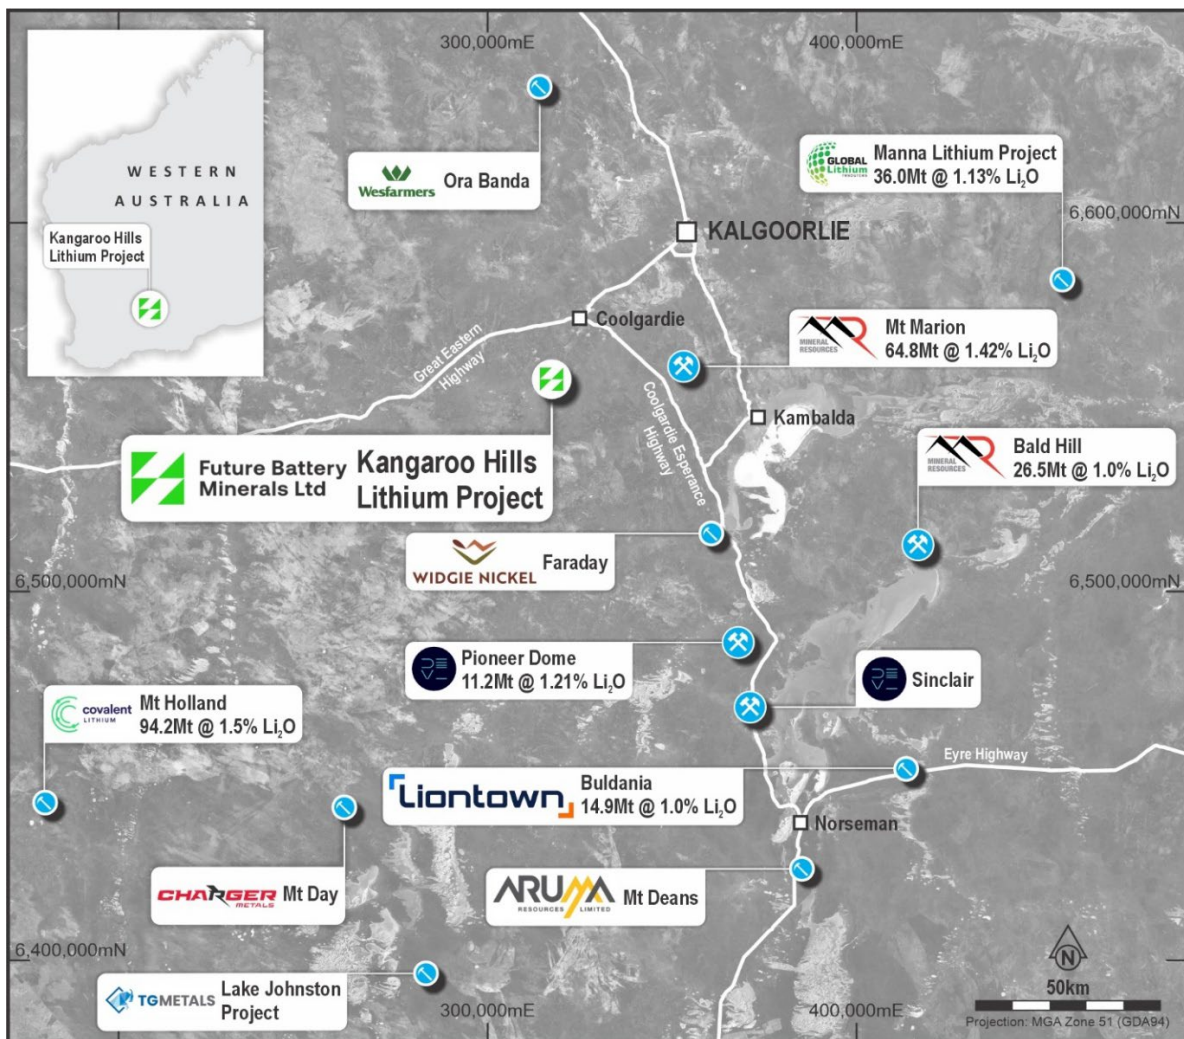 300,000mE
400,000mE
WESTERN
AUSTRALIA
Kangaroo Hills
Lithium Project
Wesfarmers
Ora Banda
GLOBAL
Lithium
RESOURCES
Manna Lithium Project
36.0Mt @ 1.13% Li₂O
6,600,000mN
KALGOORLIE
Coolgardie
Great Eastern
Highway
MINERAL
RESOURCES
Mt Marion
64.8Mt @ 1.42% Li₂O
Coolgardie Esperance
Highway
Kambalda
Future Battery
Minerals Ltd
Kangaroo Hills
Lithium Project
MINERAL
RESOURCES
Bald Hill
26.5Mt @ 1.0% Li₂O
WIDGIE NICKEL
Faraday
6,500,000mN
6,500,000mN
Pioneer Dome
11.2Mt @ 1.21% Li₂O
Sinclair
covalent
LITHIUM
Mt Holland
94.2Mt @ 1.5% Li₂O
Eyre Highway
Liontown
Buldania
14.9Mt @ 1.0% Li₂O
Norseman
CHARGER
METALS
Mt Day
ARUMA
RESOURCES LIMITED
Mt Deans
6,400,000mN
TGMETALS
Lake Johnston
Project
N
50km
300,000mE
400,000mE
Projection: MGA Zone 51 (GDA94)